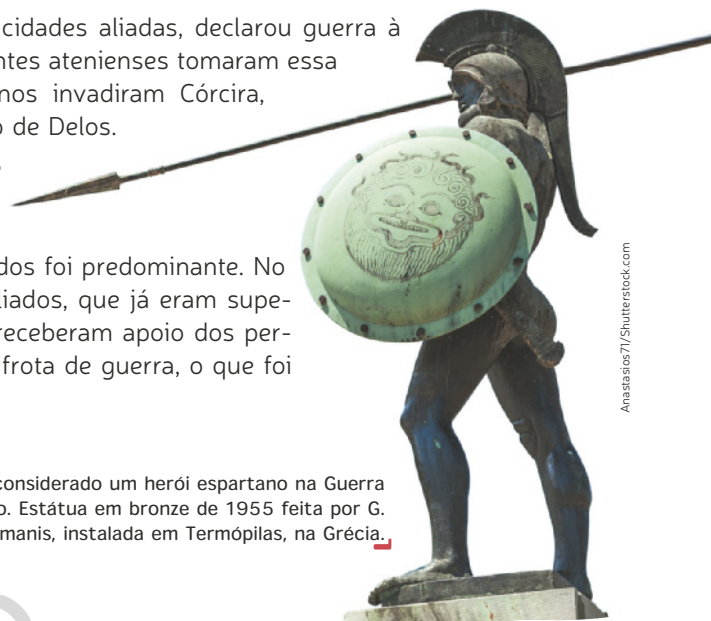 cidades aliadas, declarou guerra à
ntes atenienses tomaram essa
nos invadiram Córcira,
o de Delos.
dos foi predominante. No
liados, que já eram supe-
receberam apoio dos per-
frota de guerra, o que foi
considerado um herói espartano na Guerra
o. Estátua em bronze de 1955 feita por G.
manis, instalada em Termópilas, na Grécia.
Anastasios71/Shutterstock.com